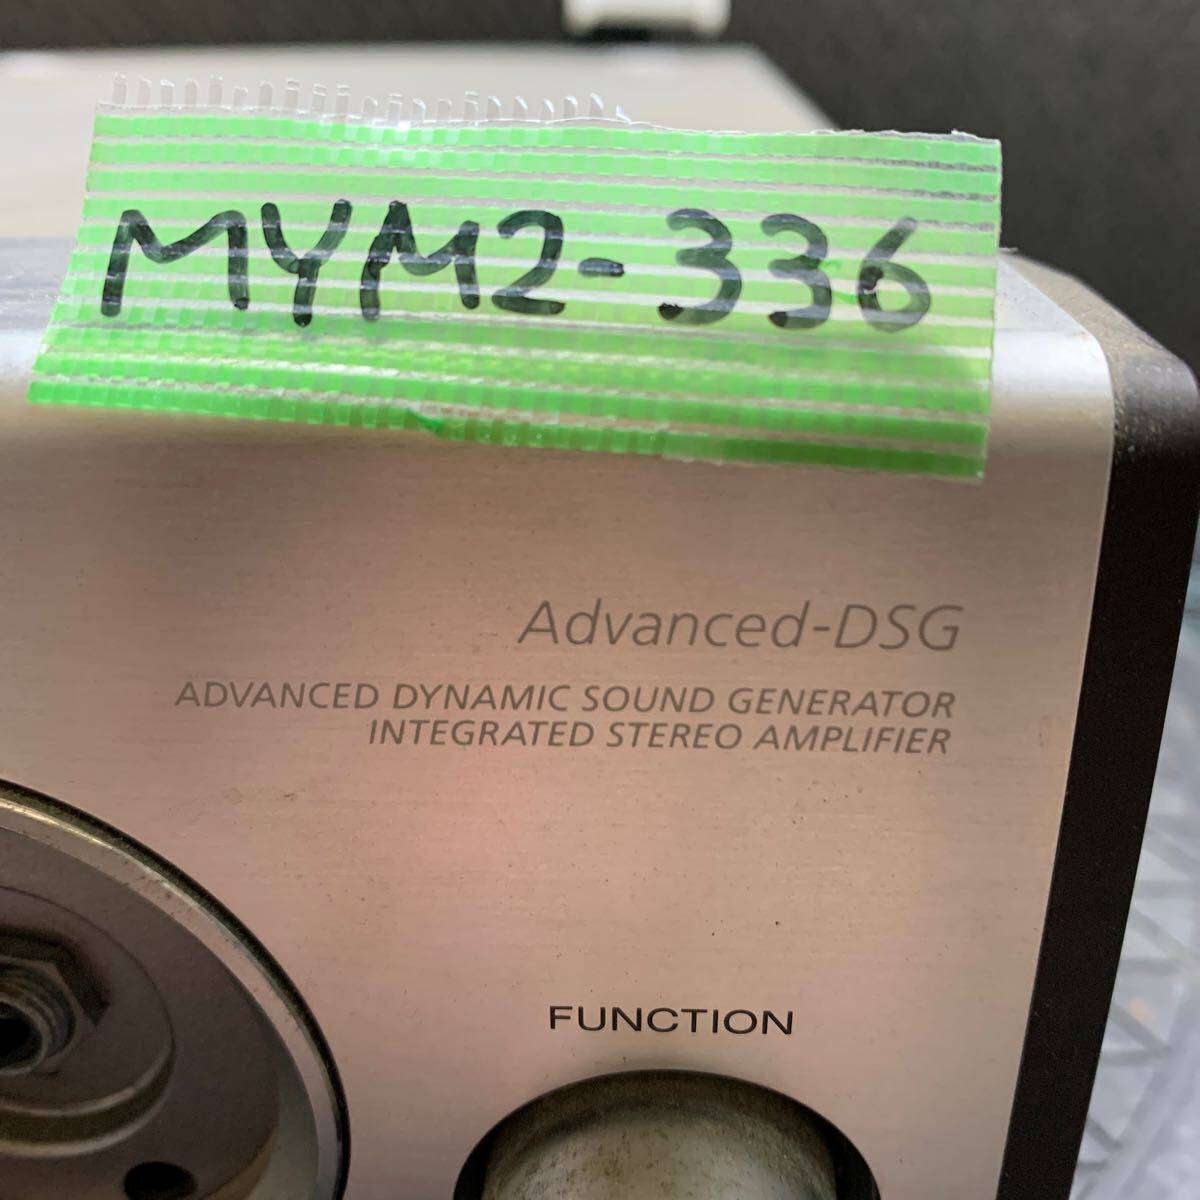 MYM2-336
Advanced-DSG
ADVANCED DYNAMIC SOUND GENERATOR
INTEGRATED STEREO AMPLIFIER
FUNCTION